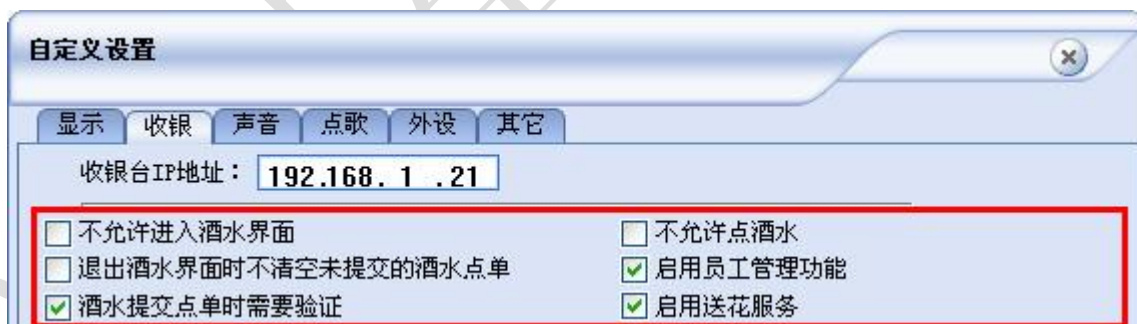 自定义设置
显示 收银 声音 点歌 外设 其它
收银台IP地址： 192.168. 1 .21
不允许进入酒水界面 不允许点酒水
退出酒水界面时不清空未提交的酒水点单 启用员工管理功能
酒水提交点单时需要验证 启用送花服务